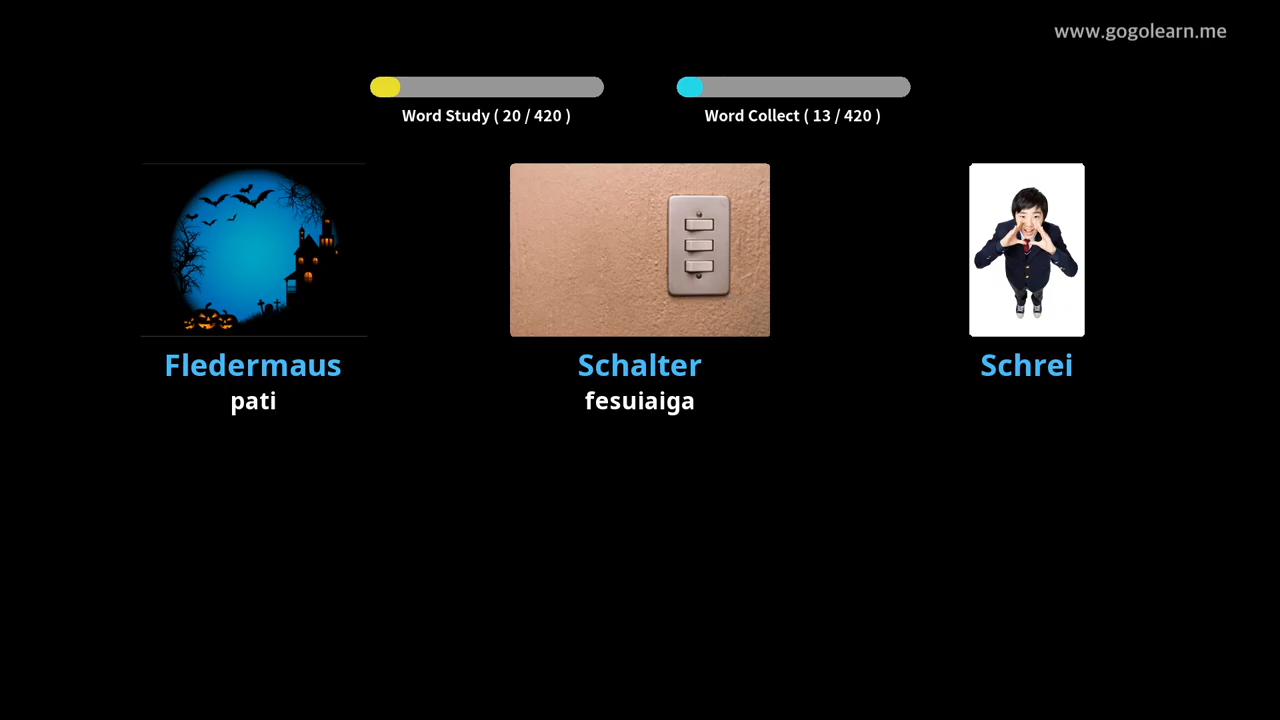 www.gogolearn.me
Word Study ( 20 / 420 )
Word Collect ( 13 / 420 )
Fledermaus
pati
Schalter
fesuiaiga
Schrei